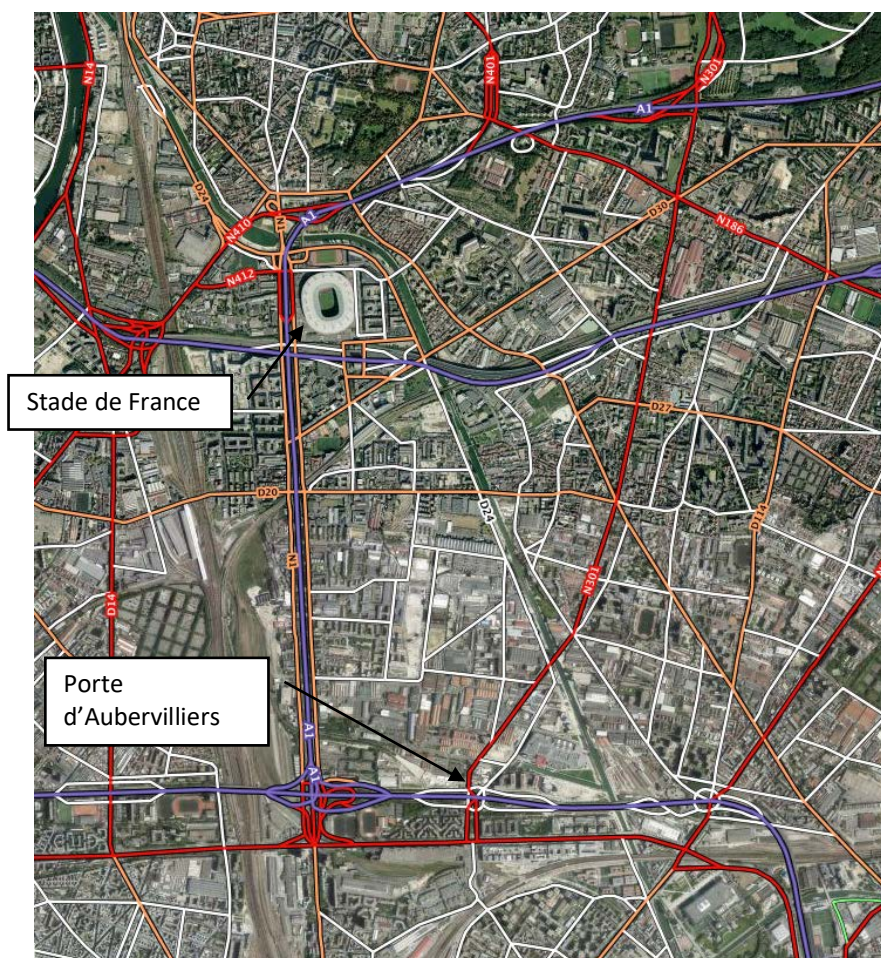 N14
N401
N301
A1
D24
N410
N1
A1
D30
N186
N412
Stade de France
D27
D20
D24
D114
N1
N301
D14
Porte
d’Aubervilliers
A1
A1